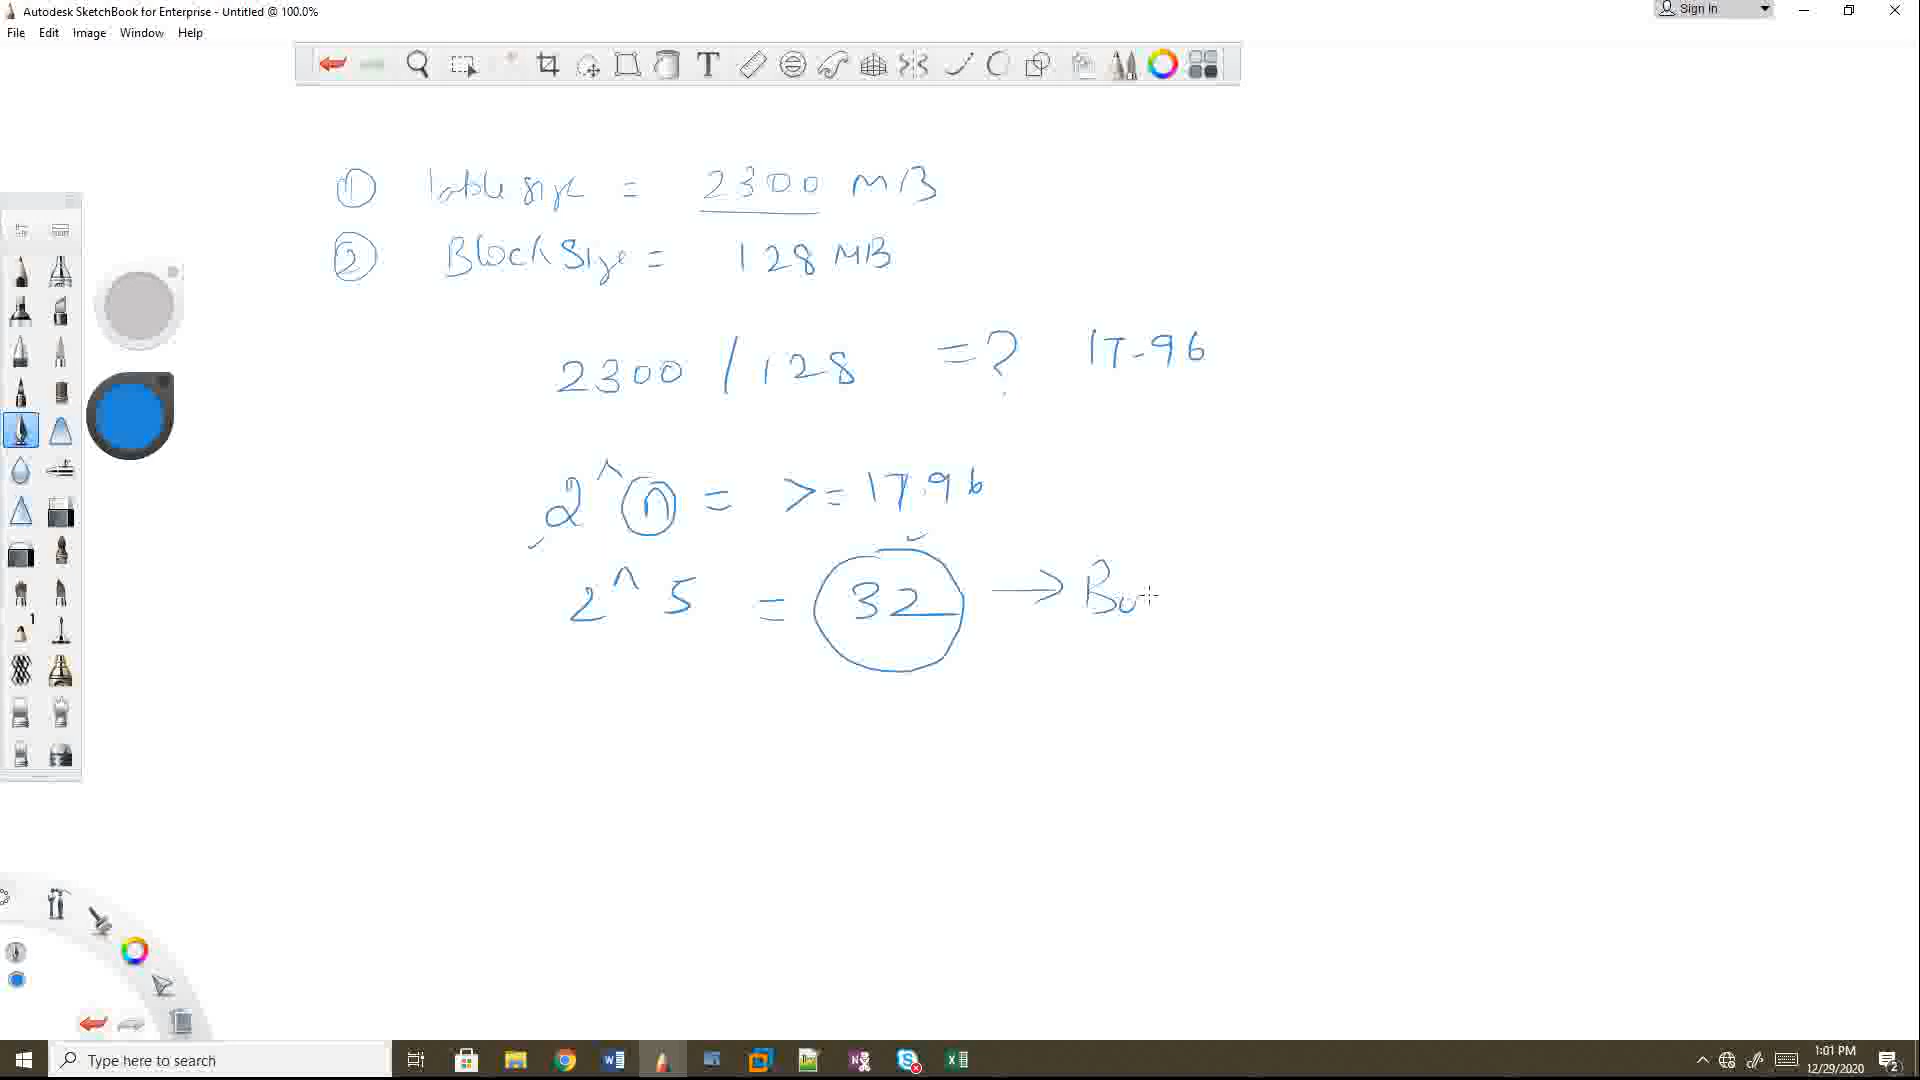 Autodesk SketchBook for Enterprise - Untitled @ 100.0%
Sign In
File Edit Image Window Help
T
① Table size = 2300 MB
② Block Size = 128 MB
2300 / 128 = ? 17.96
2 ^ n = >= 17.96
2 ^ 5 = 32 → Bu
1
Type here to search
1:01 PM
12/29/2020
2